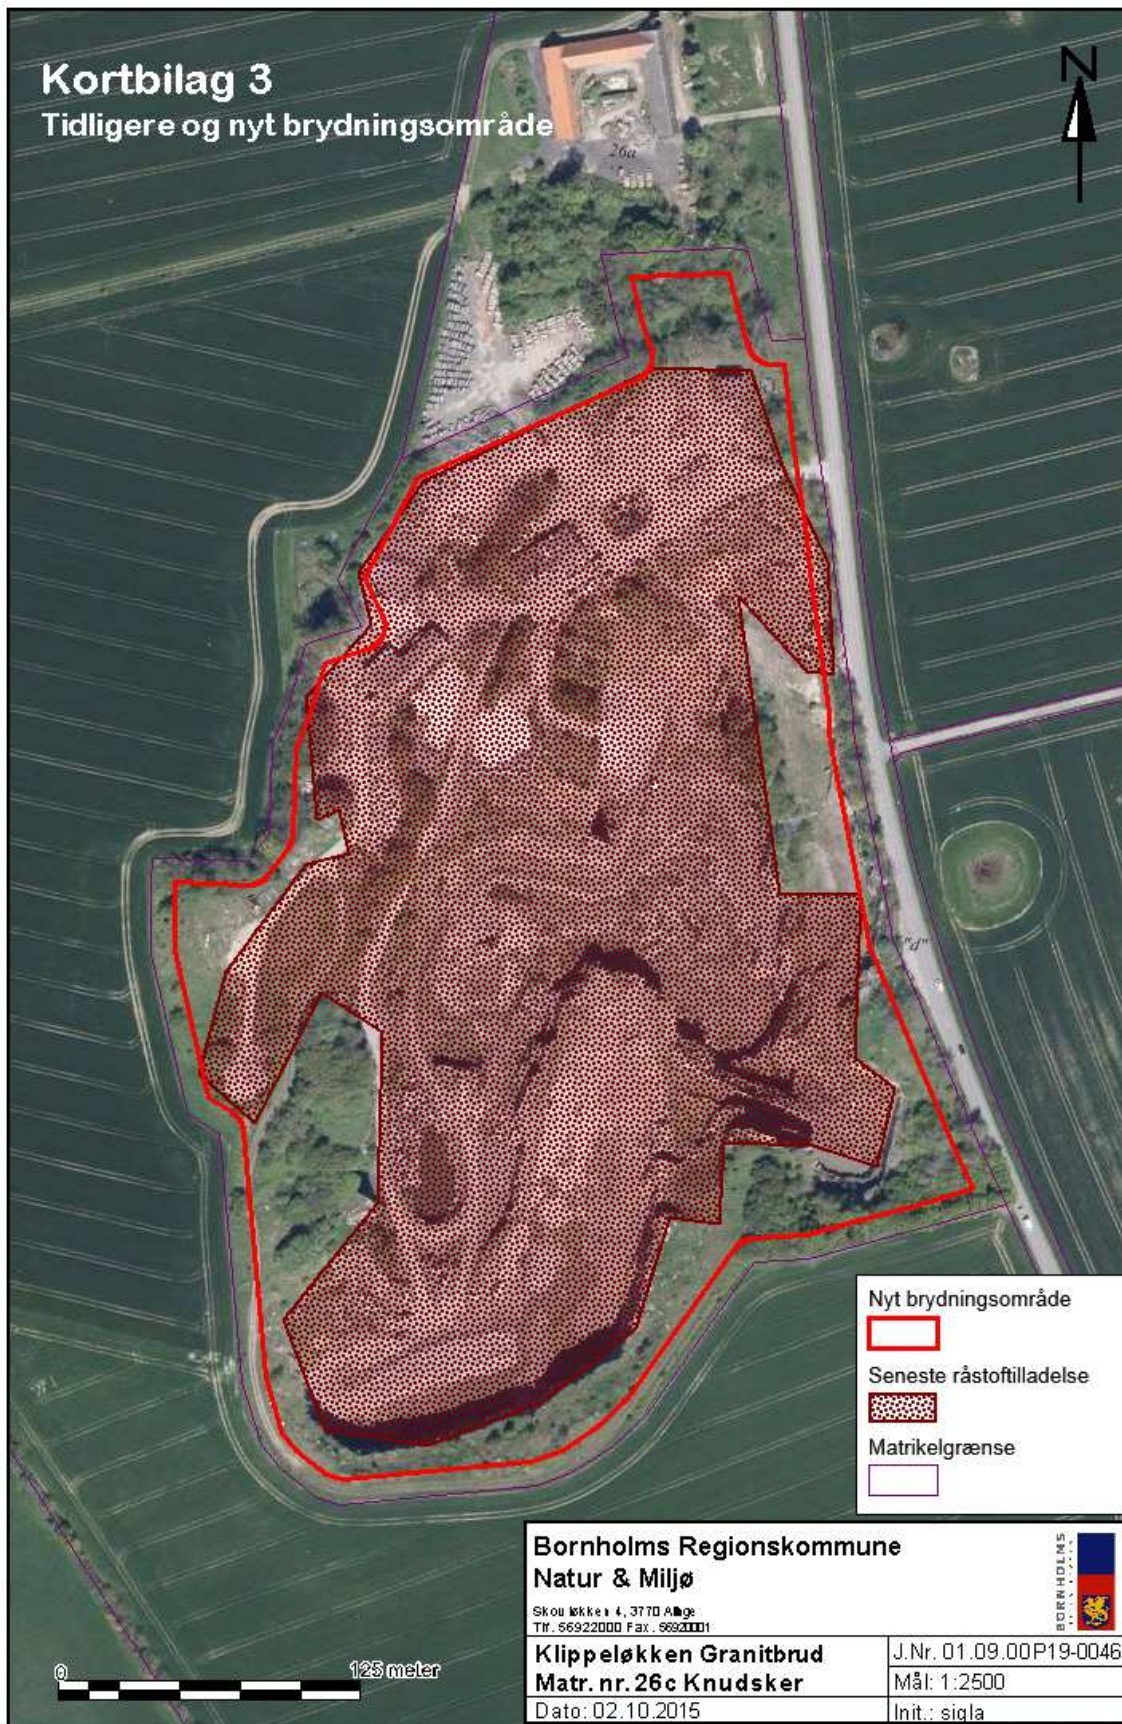 Kortbilag 3
Tidligere og nyt brydningsområde
N
26a
"d"
Nyt brydningsområde
Seneste råstoftilladelse
Matrikelgrænse
0 125 meter
Bornholms Regionskommune
Natur & Miljø
Skovløkken 4, 3770 Allinge
Tlf. 56922000 Fax. 56920001
BORNHOLMS
Klippeløkken Granitbrud
Matr. nr. 26c Knudsker
Dato: 02.10.2015
J.Nr. 01.09.00P19-0046
Mål: 1:2500
Init.: sigla